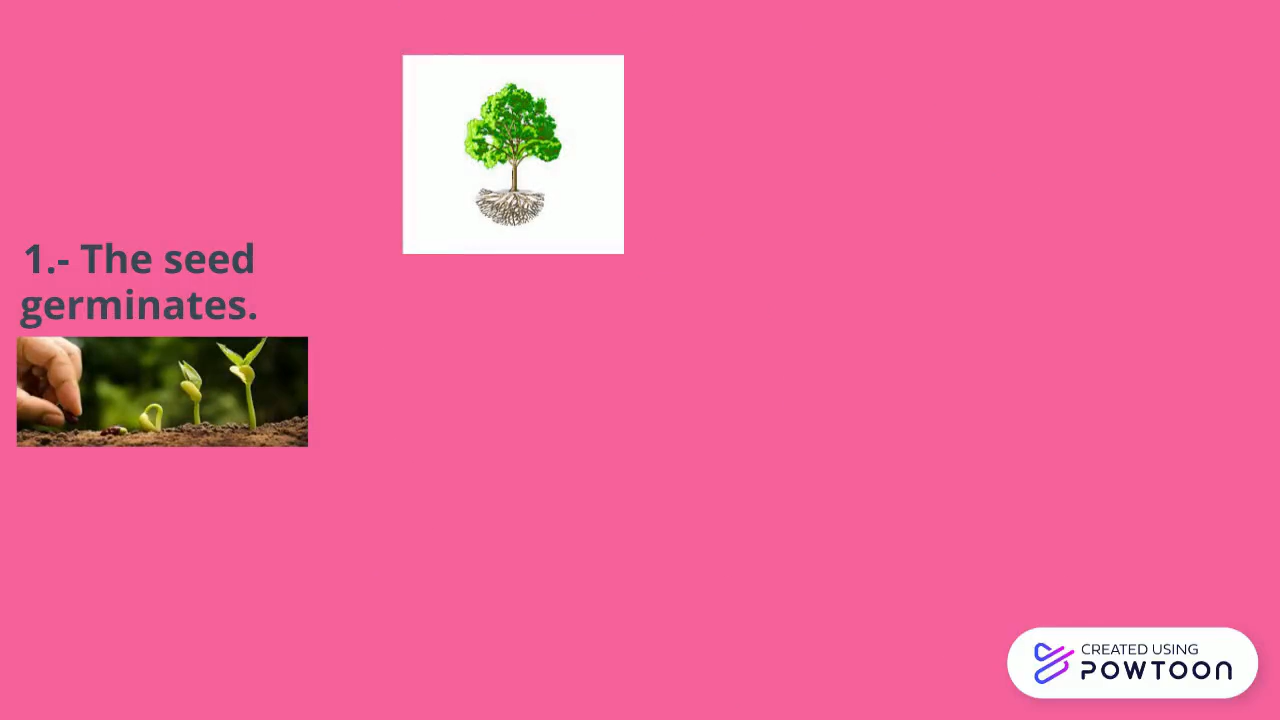 1.- The seed
germinates.
CREATED USING
POWTOON